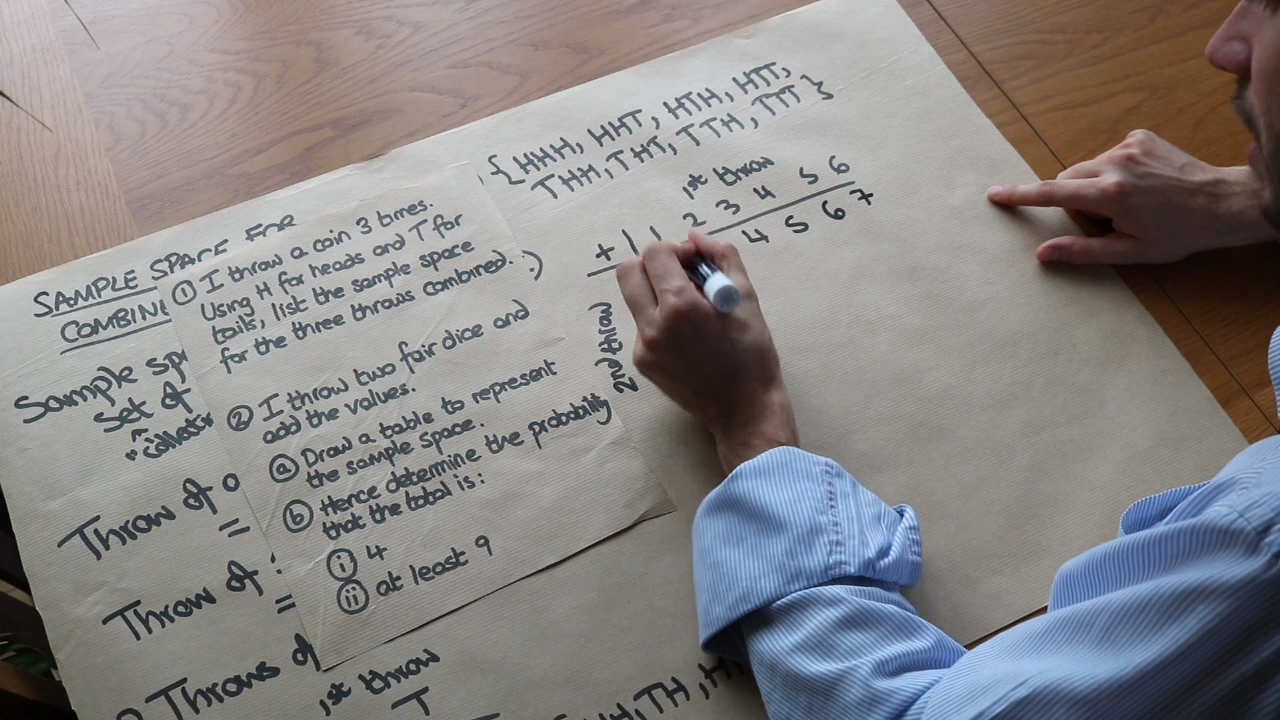 SAMPLE SPACE FOR
COMBINE
Sample sp
Set of
"collect
Throw of o
=
Throw of
=
Throws of
1st throw
T
① I throw a coin 3 times.
Using H for heads and T for
tails, list the sample space
for the three throws combined. :)
② I throw two fair dice and
add the values.
ⓐ Draw a table to represent
the sample space.
ⓑ Hence determine the probability
that the total is:
ⓘ 4
ⓘⓘ at least 9
{HHH, HHT, HTH, HTT,
THH, THT, TTH, TTT}
1st throw
+ 1 2 3 4 5 6
1 4 5 6 7
2nd throw
TH, H